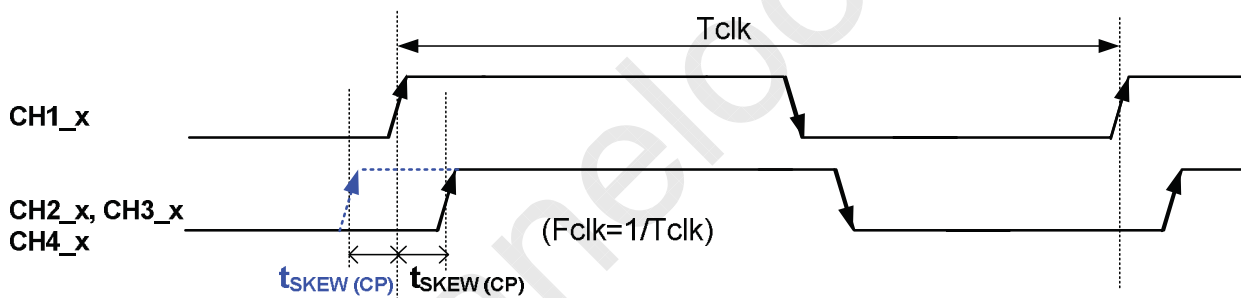 Tclk
CH1_x
CH2_x, CH3_x
CH4_x
(Fclk=1/Tclk)
tSKEW (CP) tSKEW (CP)